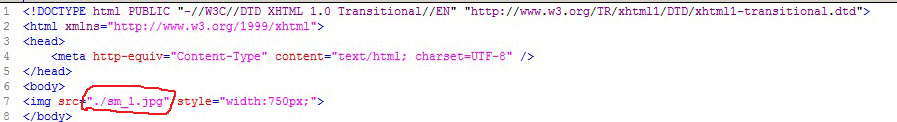 1 <!DOCTYPE html PUBLIC "-//W3C//DTD XHTML 1.0 Transitional//EN" "http://www.w3.org/TR/xhtml1/DTD/xhtml1-transitional.dtd">
2 <html xmlns="http://www.w3.org/1999/xhtml">
3 <head>
4 <meta http-equiv="Content-Type" content="text/html; charset=UTF-8" />
5 </head>
6 <body>
7 <img src="./sm_1.jpg" style="width:750px;">
8 </body>